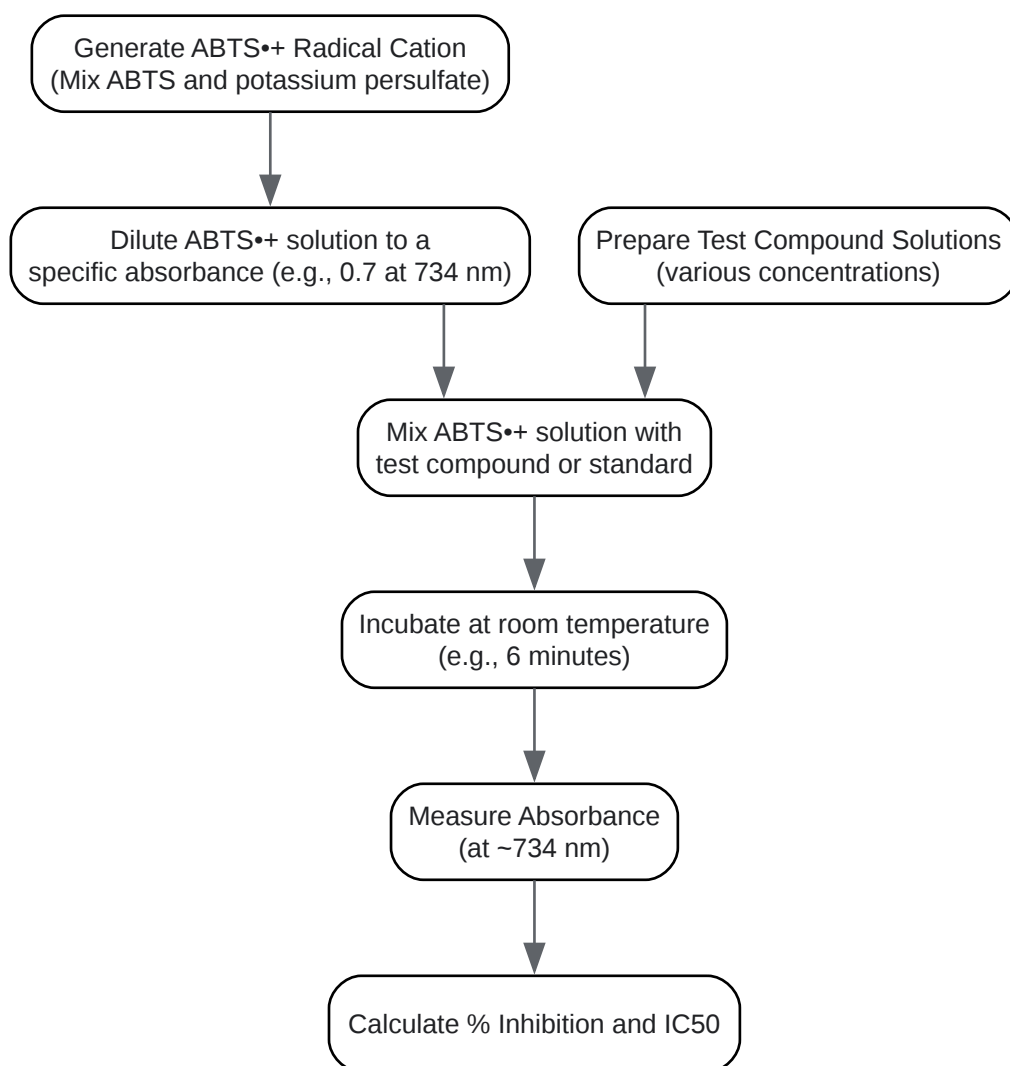 Generate ABTS•+ Radical Cation
(Mix ABTS and potassium persulfate)
Dilute ABTS•+ solution to a
specific absorbance (e.g., 0.7 at 734 nm)
Prepare Test Compound Solutions
(various concentrations)
Mix ABTS•+ solution with
test compound or standard
Incubate at room temperature
(e.g., 6 minutes)
Measure Absorbance
(at ~734 nm)
Calculate % Inhibition and IC50